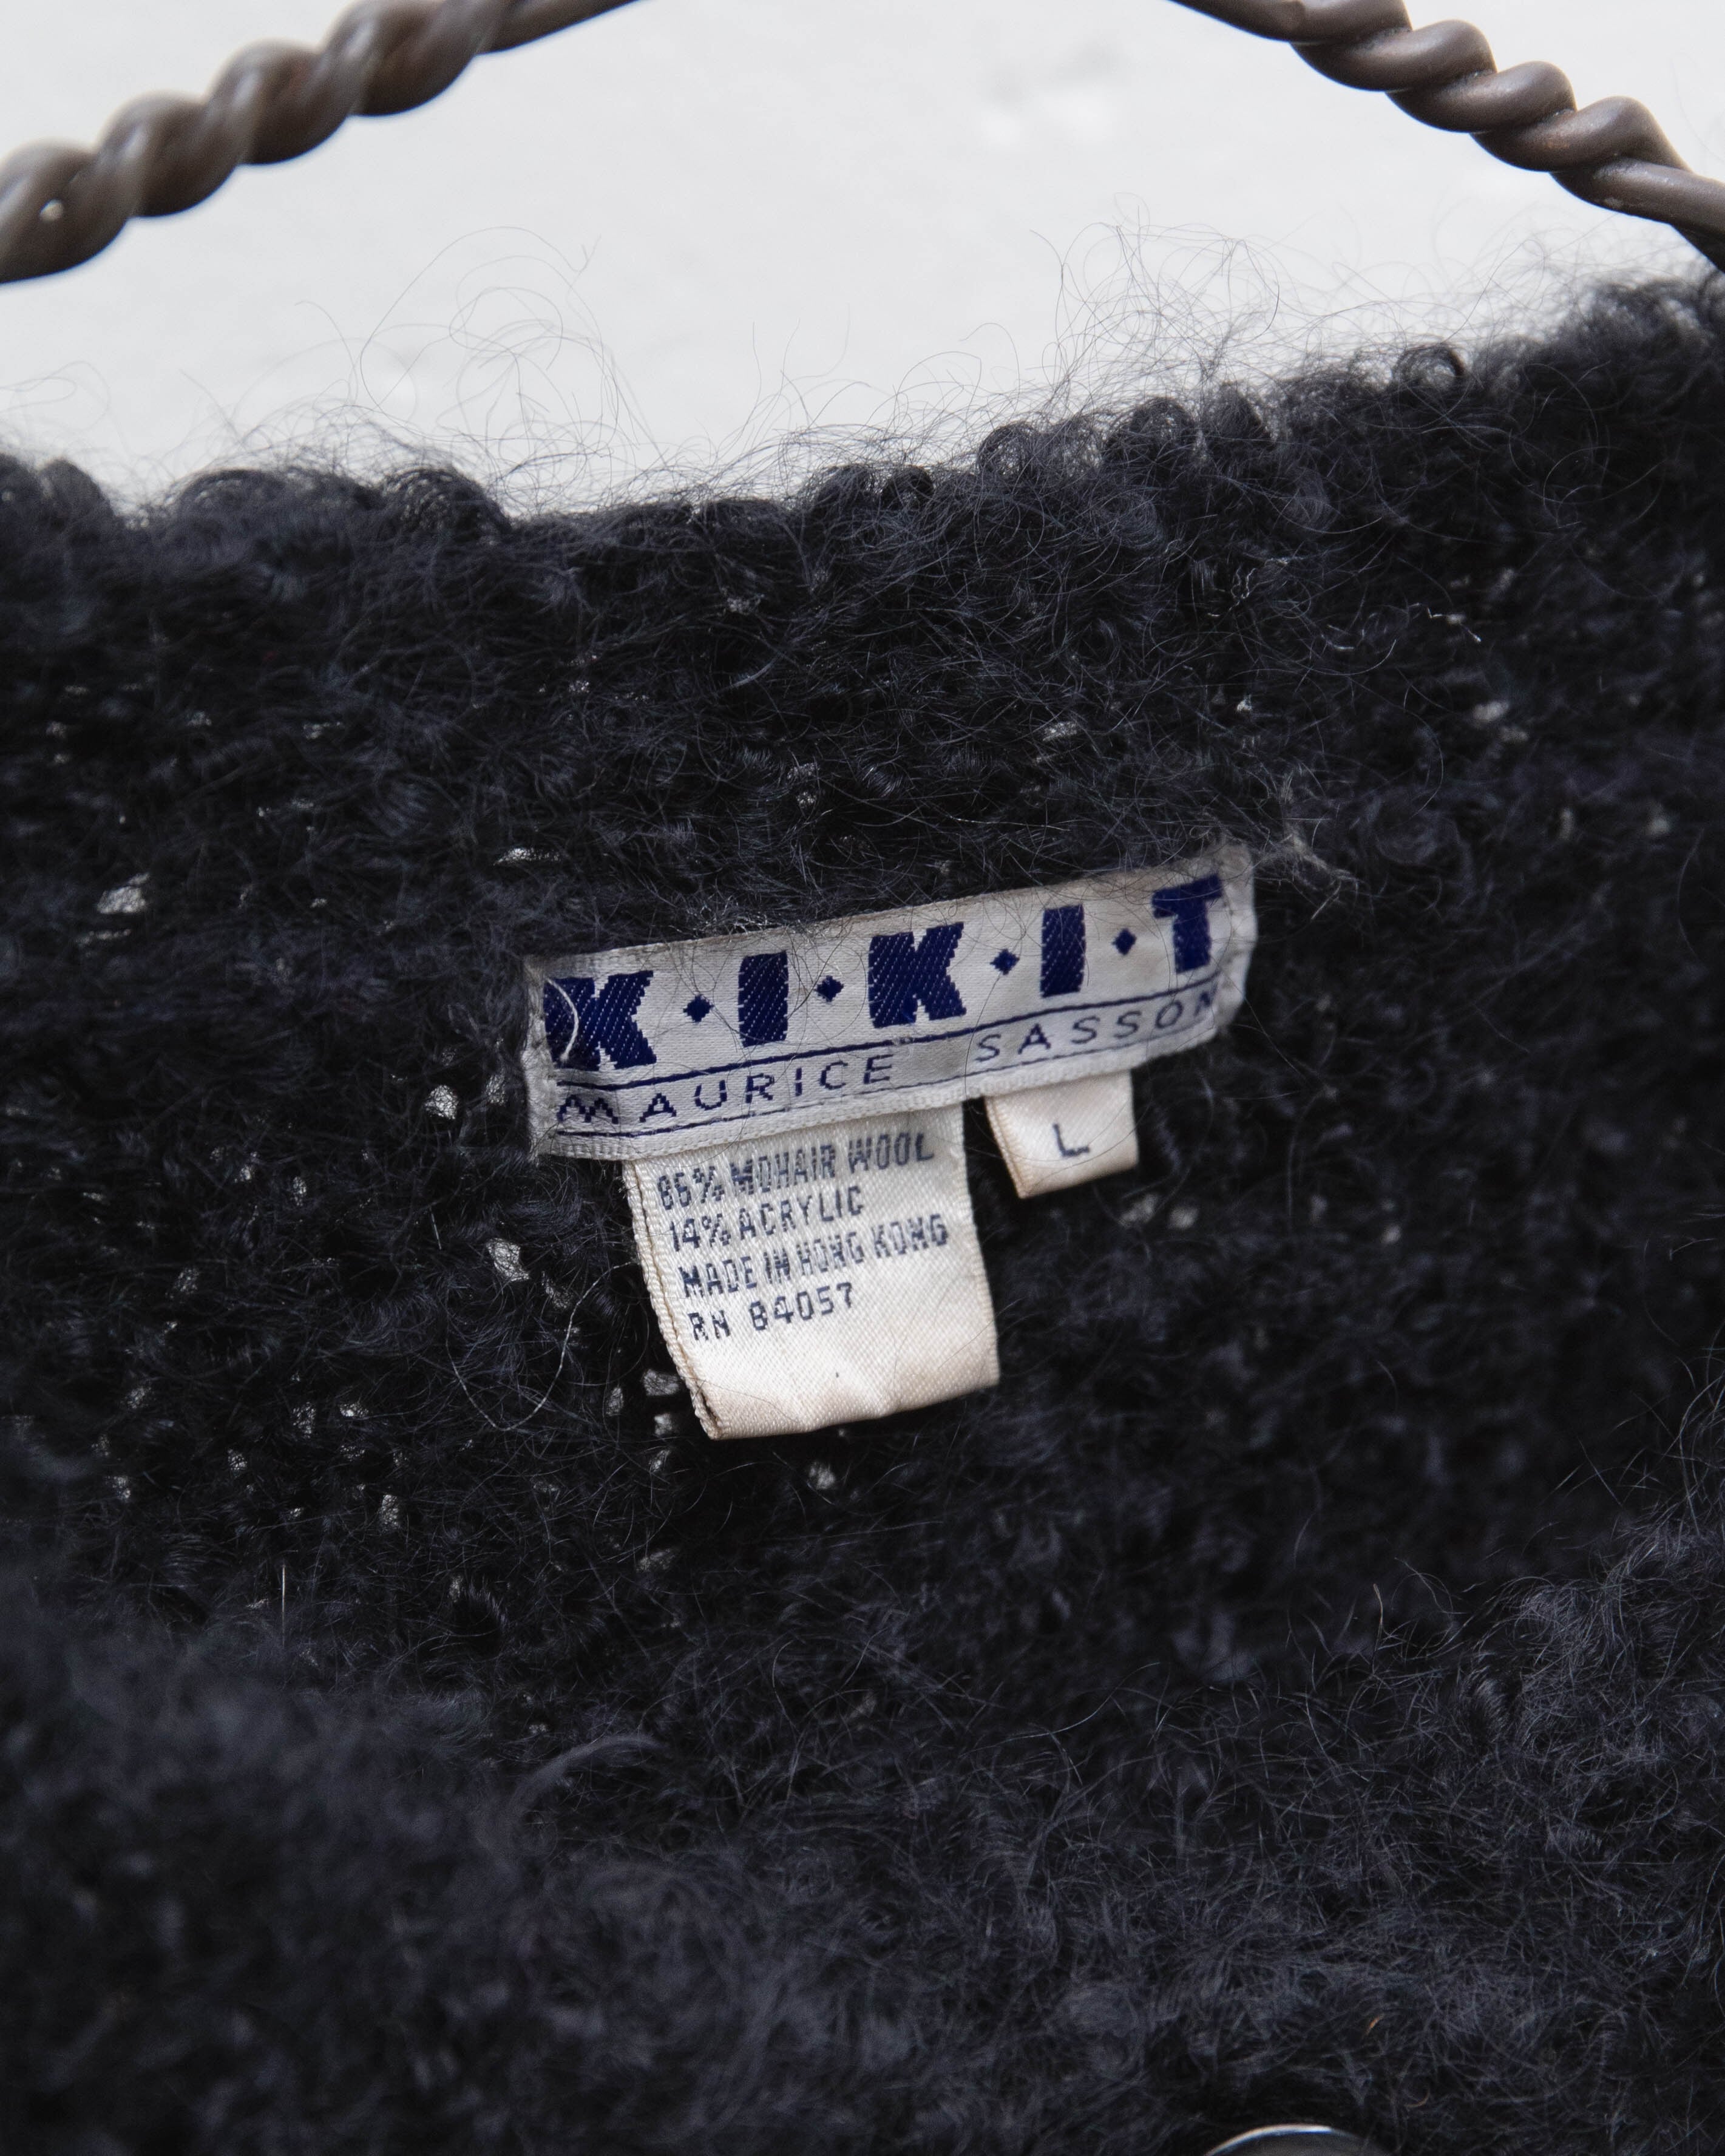 K·I·K·I·T
MAURICE SASSON
86% MOHAIR WOOL
14% ACRYLIC
MADE IN HONG KONG
RN 84057
L